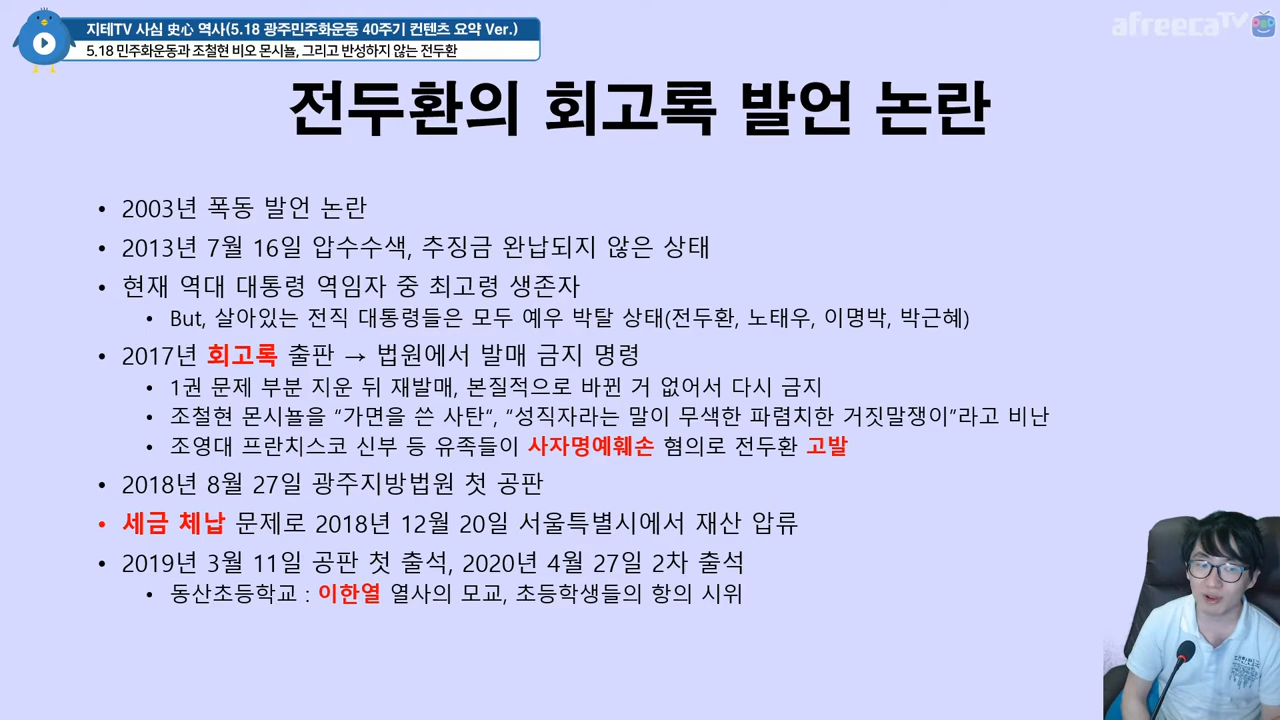 지테TV 사심 史心 역사(5.18 광주민주화운동 40주기 컨텐츠 요약 Ver.)
5.18 민주화운동과 조철현 비오 몬시뇰, 그리고 반성하지 않는 전두환
afreecaTV
전두환의 회고록 발언 논란
• 2003년 폭동 발언 논란
• 2013년 7월 16일 압수수색, 추징금 완납되지 않은 상태
• 현재 역대 대통령 역임자 중 최고령 생존자
• But, 살아있는 전직 대통령들은 모두 예우 박탈 상태(전두환, 노태우, 이명박, 박근혜)
• 2017년 회고록 출판 → 법원에서 발매 금지 명령
• 1권 문제 부분 지운 뒤 재발매, 본질적으로 바뀐 거 없어서 다시 금지
• 조철현 몬시뇰을 “가면을 쓴 사탄“, “성직자라는 말이 무색한 파렴치한 거짓말쟁이”라고 비난
• 조영대 프란치스코 신부 등 유족들이 사자명예훼손 혐의로 전두환 고발
• 2018년 8월 27일 광주지방법원 첫 공판
• 세금 체납 문제로 2018년 12월 20일 서울특별시에서 재산 압류
• 2019년 3월 11일 공판 첫 출석, 2020년 4월 27일 2차 출석
• 동산초등학교 : 이한열 열사의 모교, 초등학생들의 항의 시위